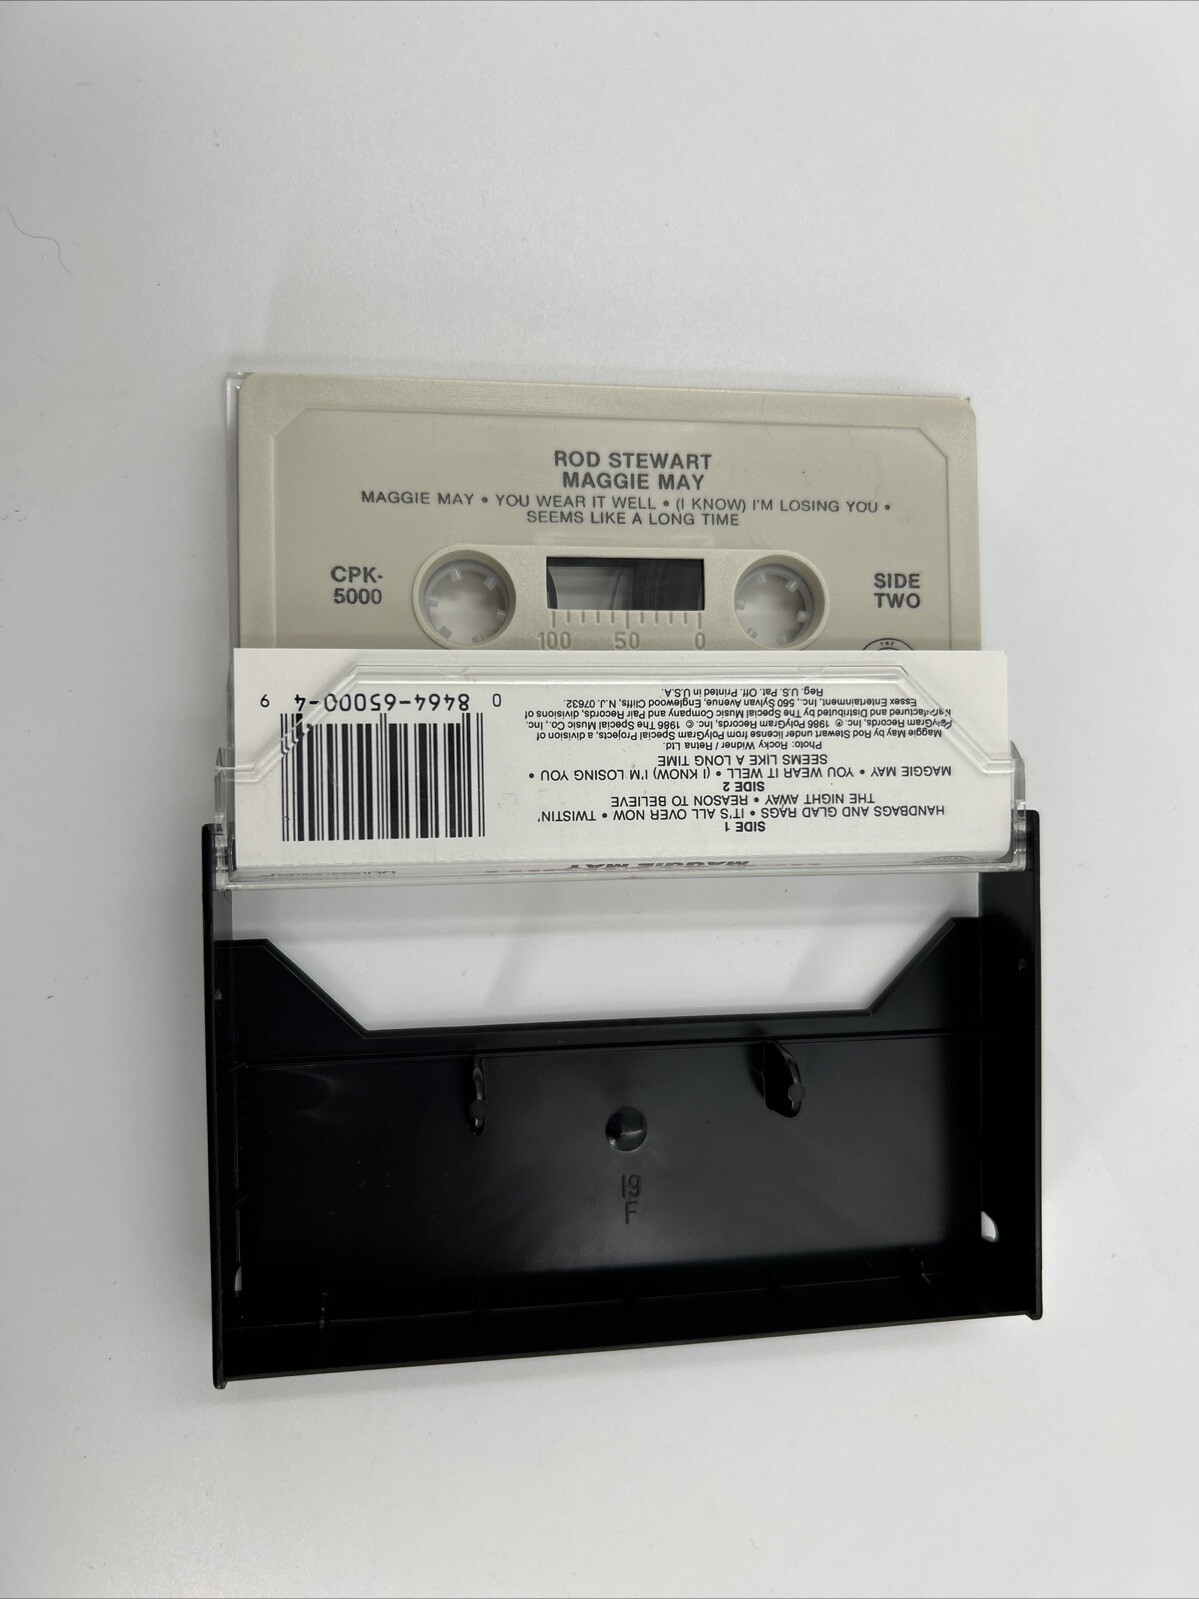 ROD STEWART
MAGGIE MAY
MAGGIE MAY • YOU WEAR IT WELL • (I KNOW) I'M LOSING YOU •
SEEMS LIKE A LONG TIME
CPK-
5000
SIDE
TWO
100 50 0
SIDE 1
HANDBAGS AND GLAD RAGS • IT'S ALL OVER NOW • TWISTIN'
THE NIGHT AWAY • REASON TO BELIEVE
SIDE 2
MAGGIE MAY • YOU WEAR IT WELL • (I KNOW) I'M LOSING YOU •
SEEMS LIKE A LONG TIME
Photo: Rocky Widner / Retna Ltd.
Maggie May by Rod Stewart under license from PolyGram Special Projects, a division of
PolyGram Records, Inc. ℗ 1986 PolyGram Records, Inc. © 1986 The Special Music Co., Inc.
Manufactured and Distributed by The Special Music Company and Pair Records, divisions of
Essex Entertainment, Inc., 560 Sylvan Avenue, Englewood Cliffs, N.J. 07632.
Reg. U.S. Pat. Off. Printed in U.S.A.
0 8464-65000-4 9
MAGGIE MAY
19
F